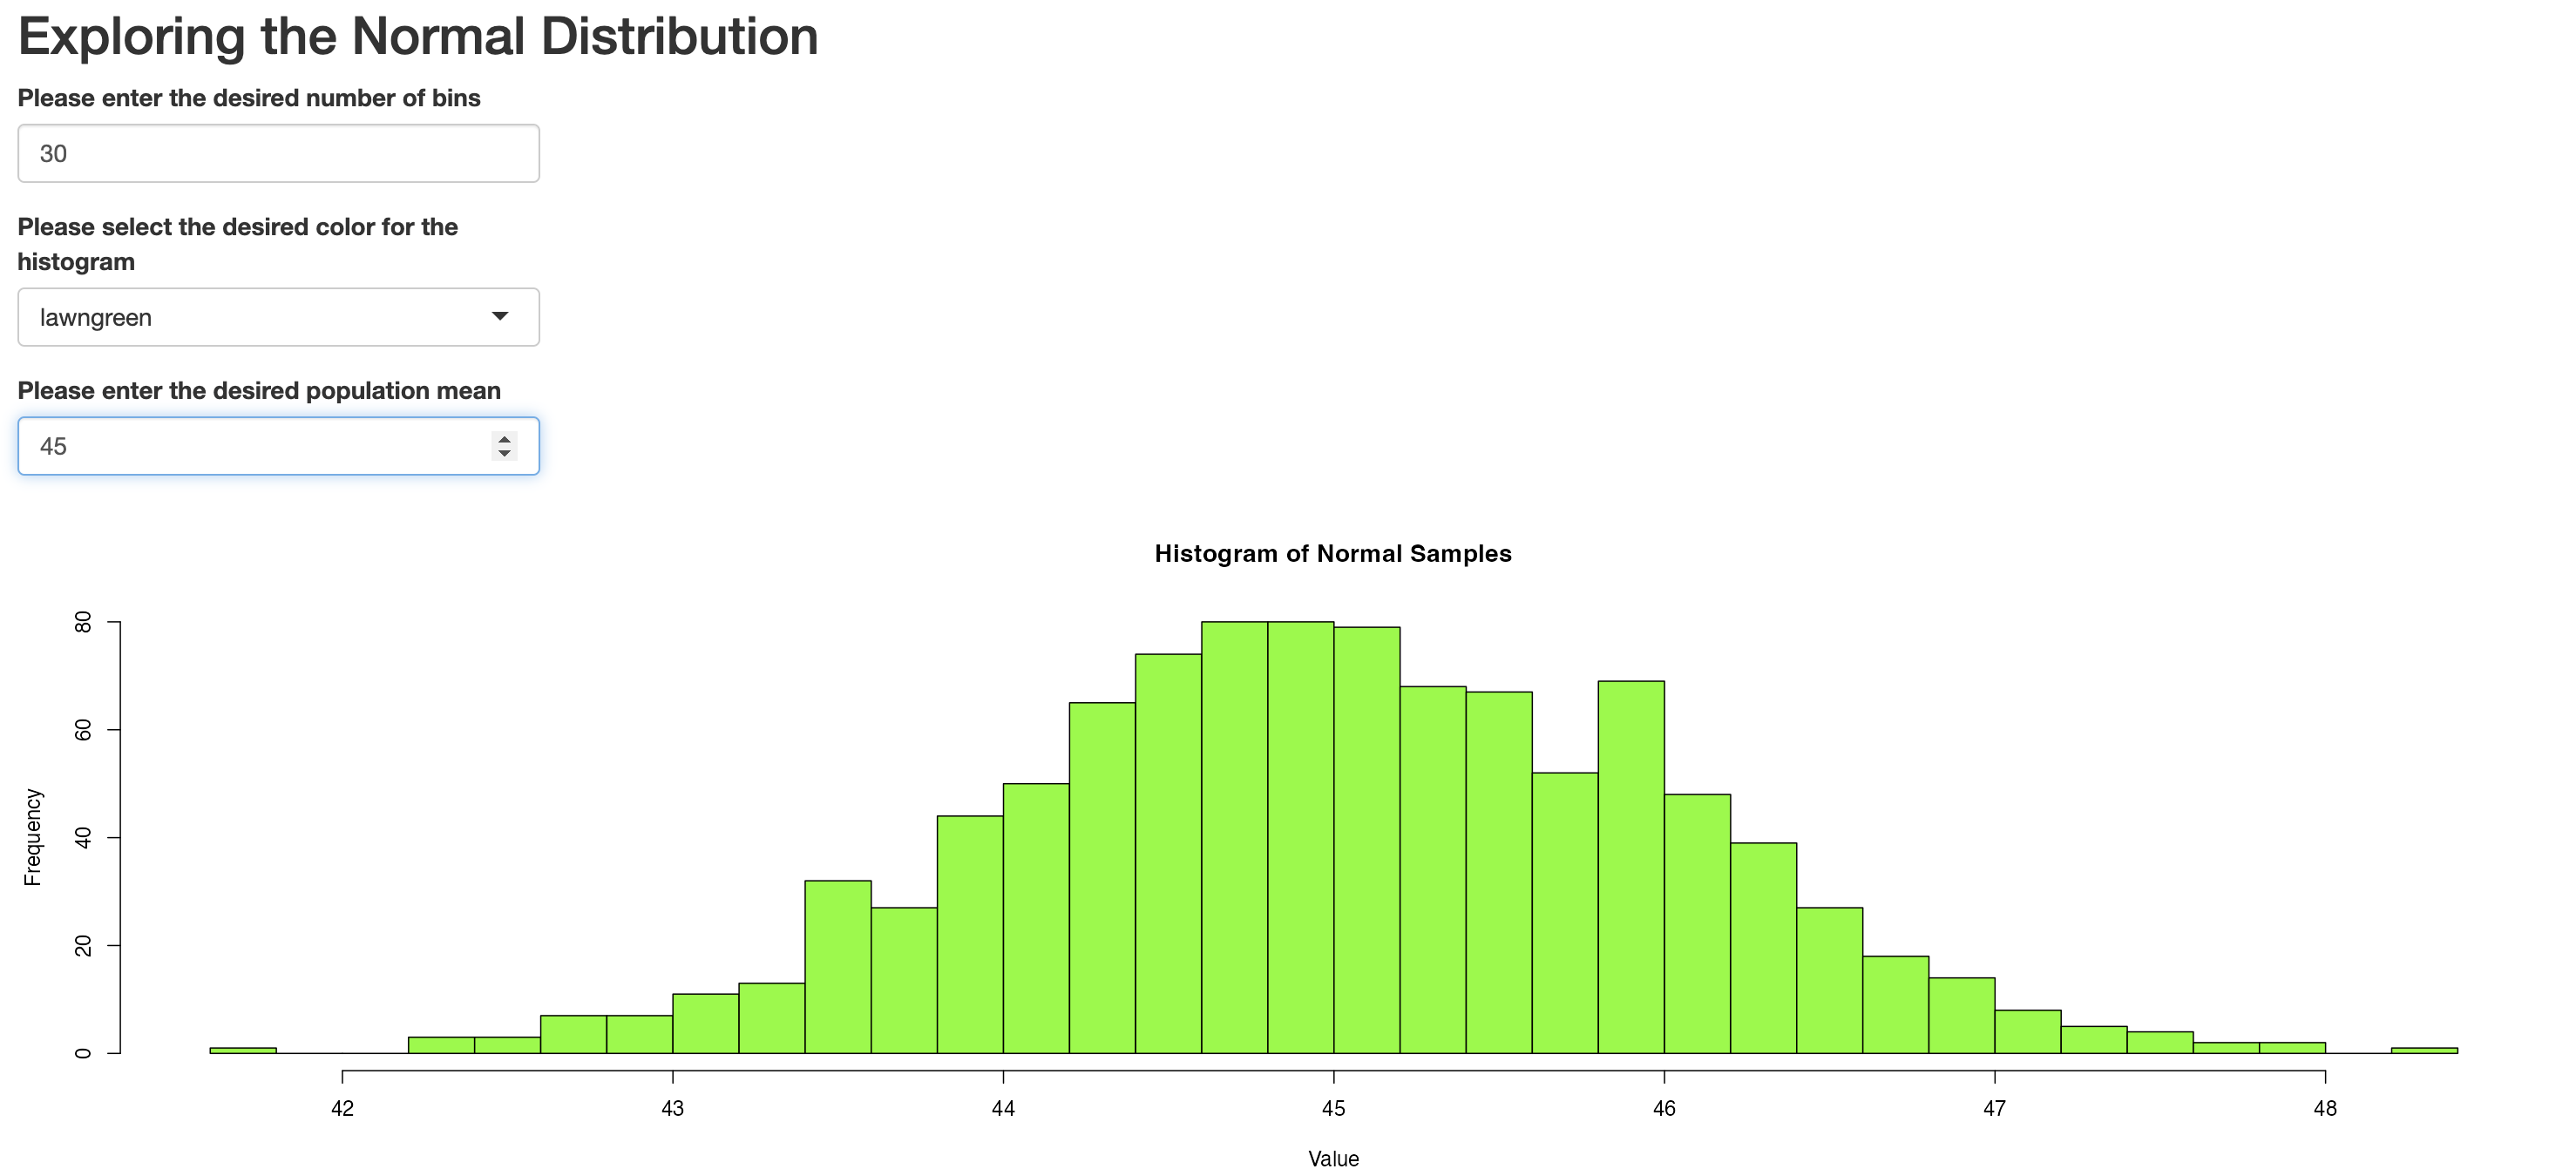 Exploring the Normal Distribution
Please enter the desired number of bins
30
Please select the desired color for the
histogram
lawngreen
Please enter the desired population mean
45
Histogram of Normal Samples
80
60
40
20
0
Frequency
42 43 44 45 46 47 48
Value